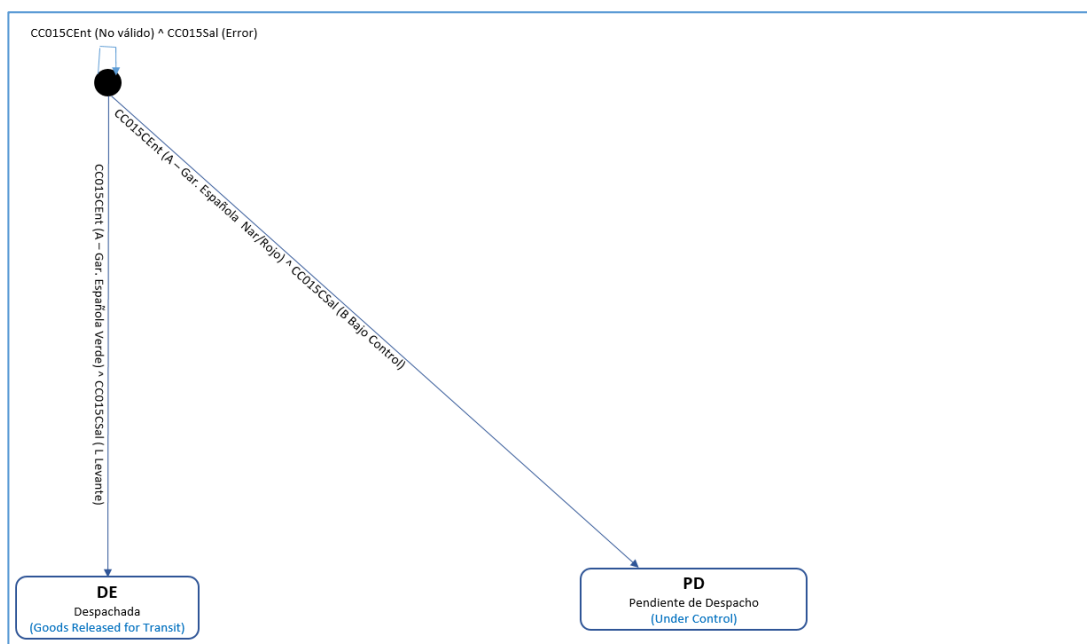 CC015CEnt (No válido) ^ CC015Sal (Error)
CC015CEnt (A – Gar. Española Nar/Rojo) ^ CC015CSal (B Bajo Control)
CC015CEnt (A – Gar. Española Verde) ^ CC015CSal ( L Levante)
DE
Despachada
(Goods Released for Transit)
PD
Pendiente de Despacho
(Under Control)